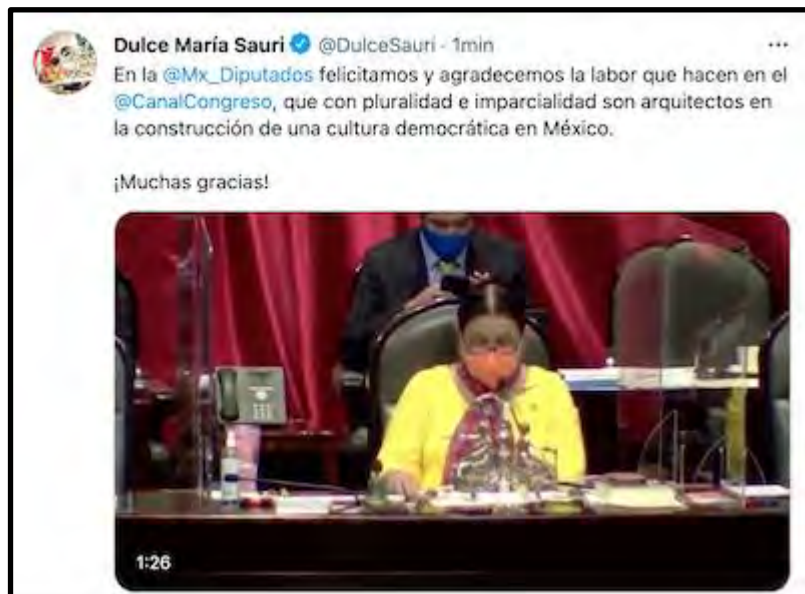 Dulce María Sauri @DulceSauri · 1min
En la @Mx_Diputados felicitamos y agradecemos la labor que hacen en el
@CanalCongreso, que con pluralidad e imparcialidad son arquitectos en
la construcción de una cultura democrática en México.
¡Muchas gracias!
1:26